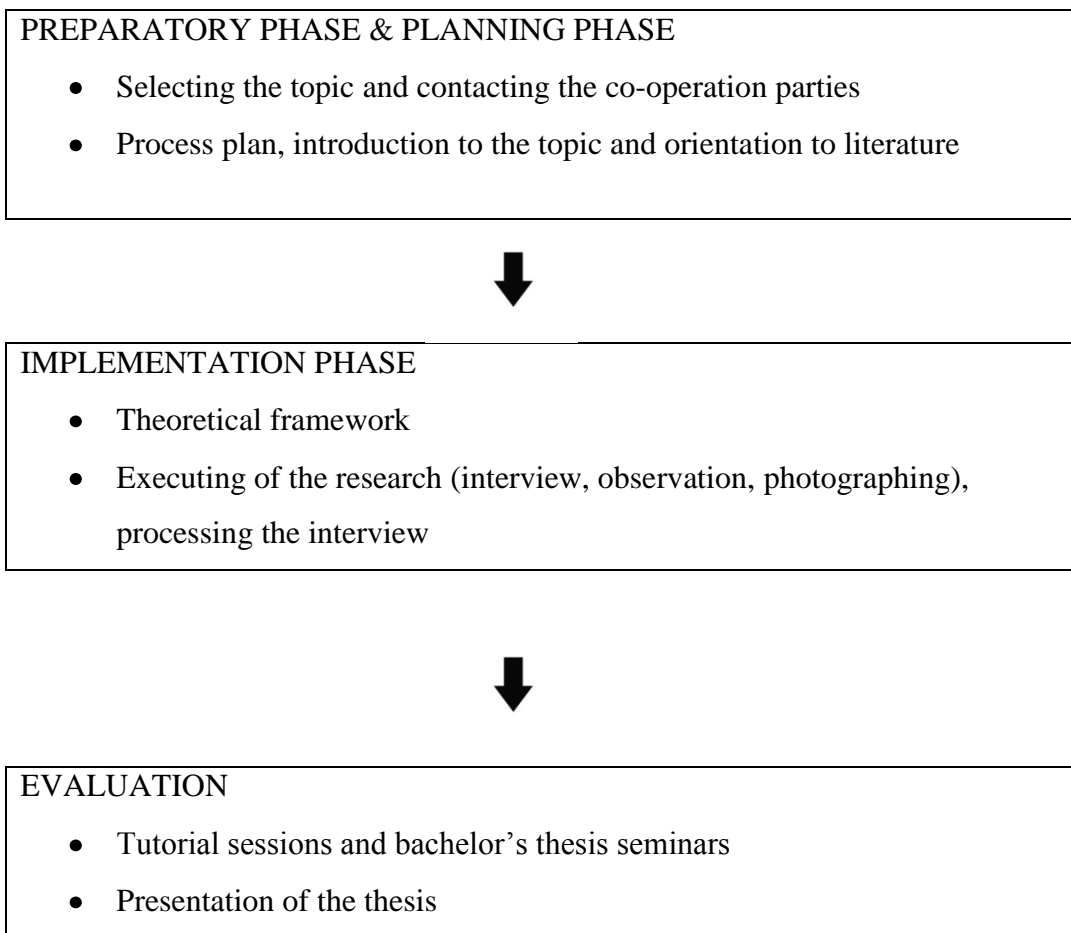 PREPARATORY PHASE & PLANNING PHASE
• Selecting the topic and contacting the co-operation parties
• Process plan, introduction to the topic and orientation to literature
IMPLEMENTATION PHASE
• Theoretical framework
• Executing of the research (interview, observation, photographing),
processing the interview
EVALUATION
• Tutorial sessions and bachelor’s thesis seminars
• Presentation of the thesis